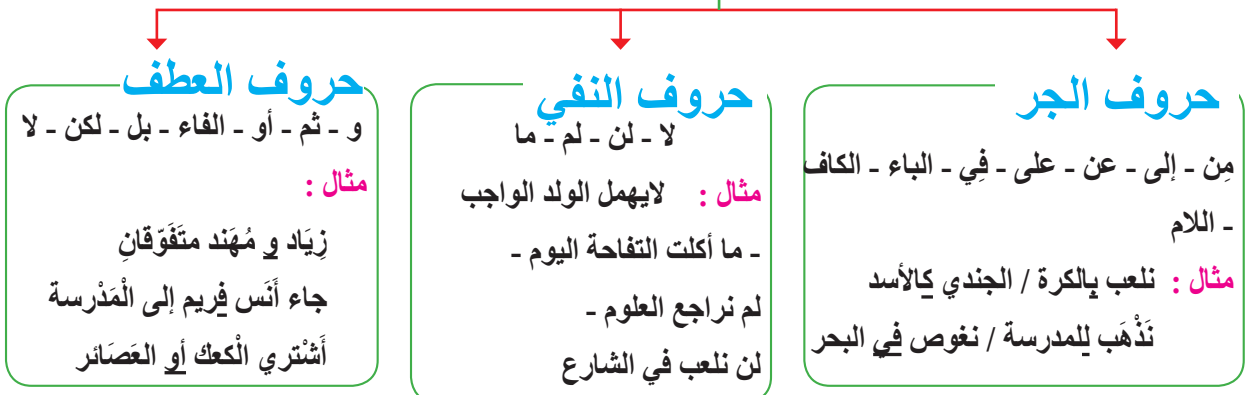 حروف الجر
مِن - إلى - عن - على - فِي - الباء - الكاف
- اللام
مثال : نلعب بِالكرة / الجندي كَالأسد
نَذْهَب لِلمدرسة / نغوص فِي البحر
حروف النفي
لا - لن - لم - ما
مثال : لايهمل الولد الواجب
- ما أكلت التفاحة اليوم -
لم نراجع العلوم -
لن نلعب في الشارع
حروف العطف
و - ثم - أو - الفاء - بل - لكن - لا
مثال :
زِيَاد و مُهَند متَفَوّقانِ
جاء أَنَس فِريم إلى الْمَدْرسة
أَشْتري الْكعك أو العَصَائر